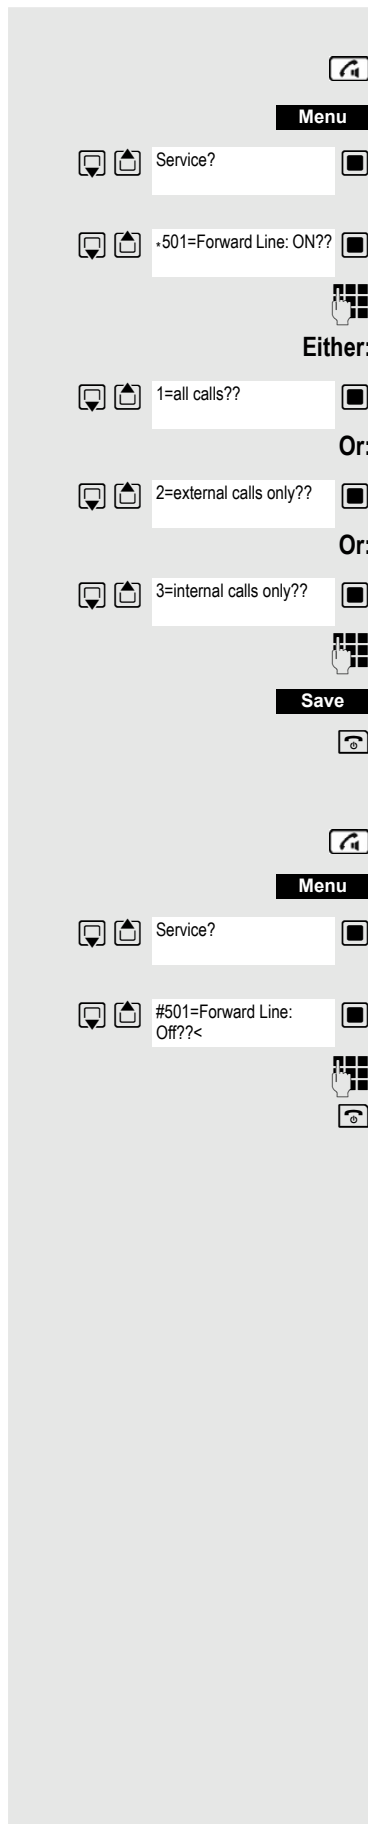 Menu
Service?
*501=Forward Line: ON??
Either:
1=all calls??
Or:
2=external calls only??
Or:
3=internal calls only??
Save
Menu
Service?
#501=Forward Line:
Off??<